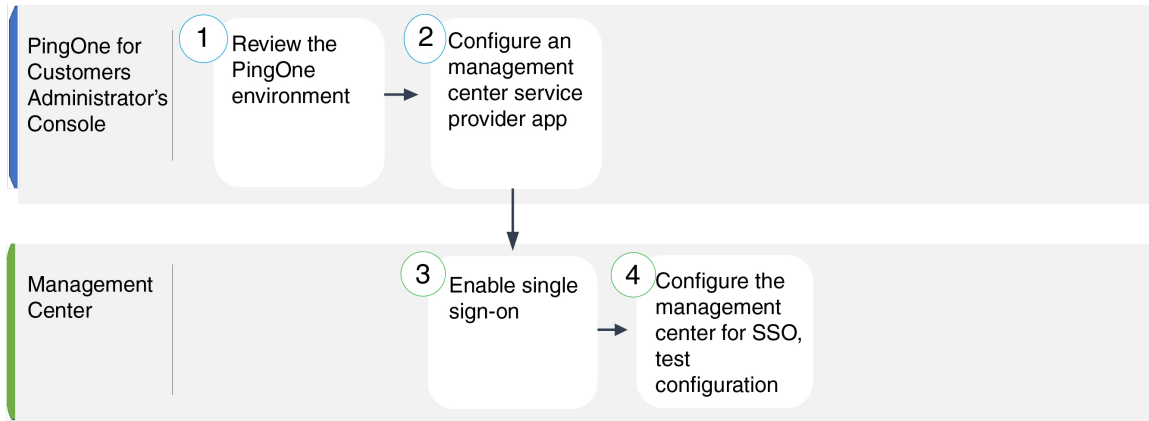 PingOne for
Customers
Administrator's
Console
1
Review the
PingOne
environment
2
Configure an
management
center service
provider app
Management
Center
3
Enable single
sign-on
4
Configure the
management
center for SSO,
test
configuration